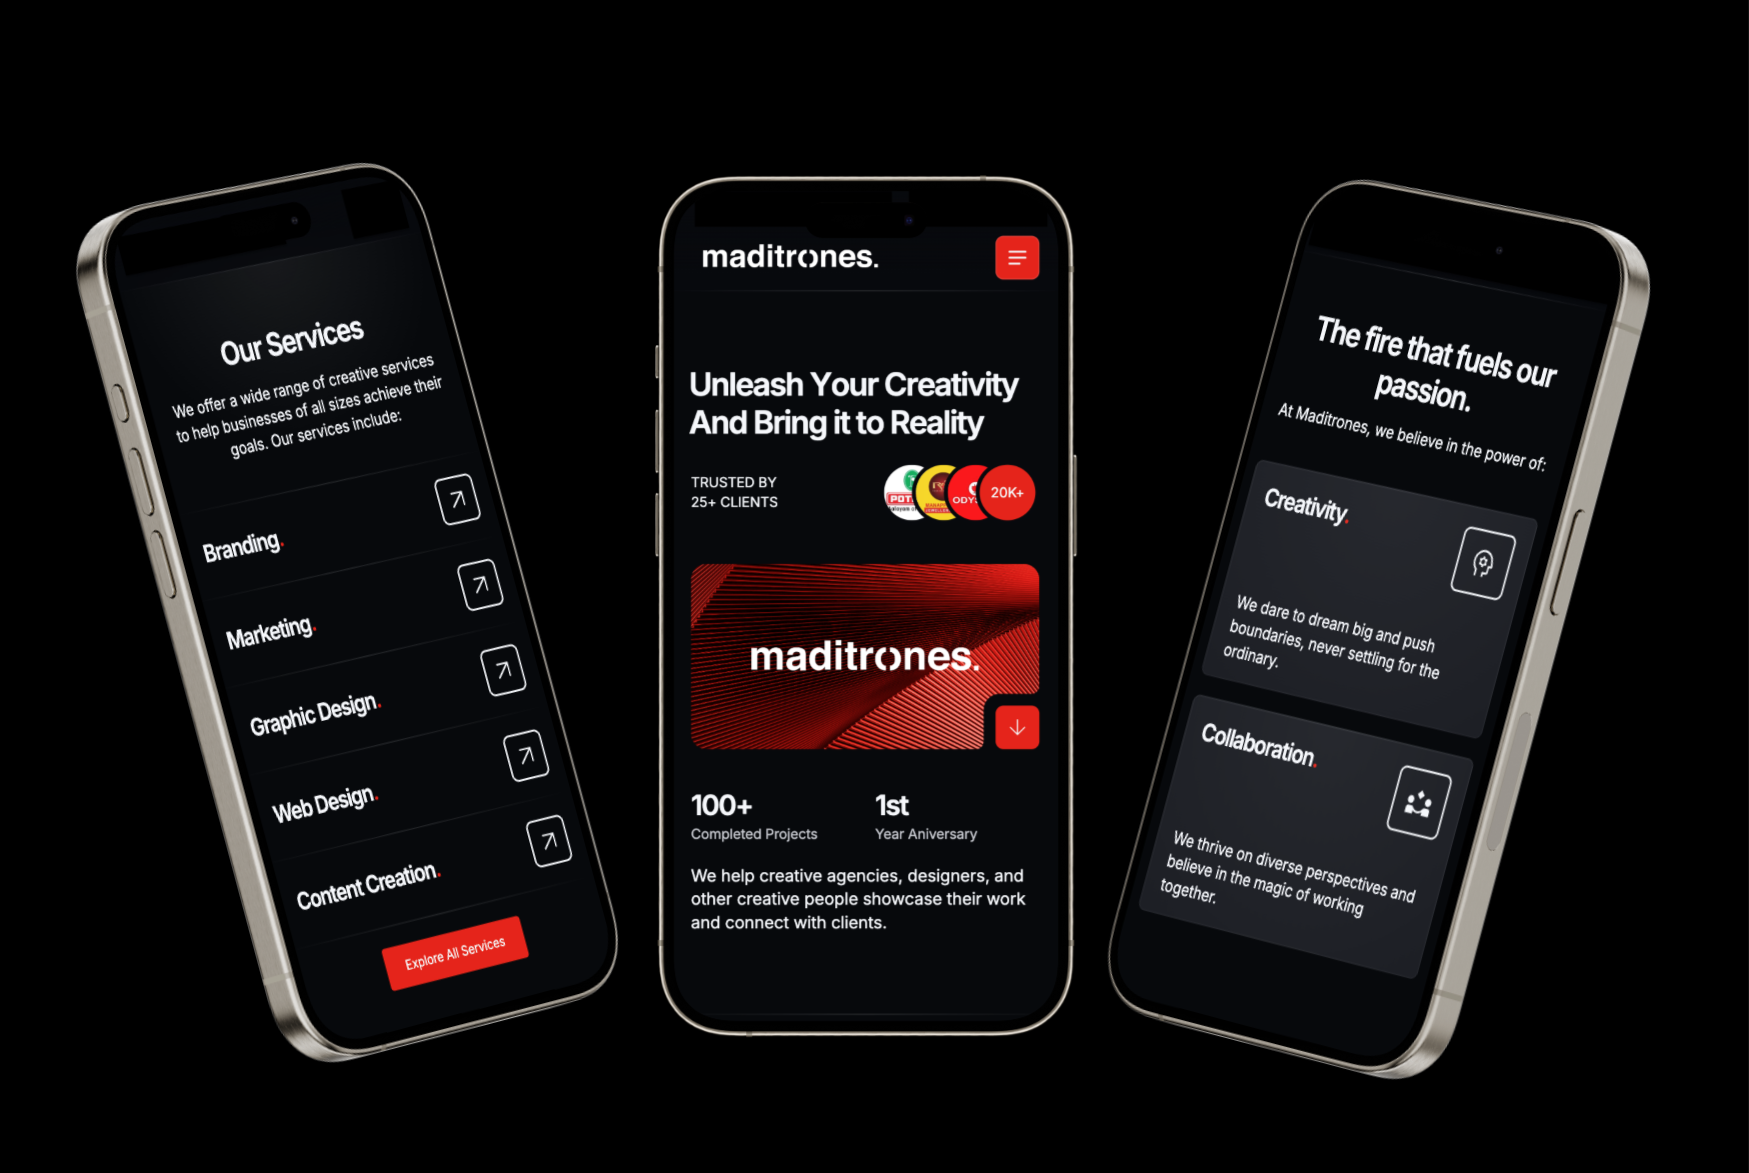 Our Services
We offer a wide range of creative services
to help businesses of all sizes achieve their
goals. Our services include:
Branding.
Marketing.
Graphic Design.
Web Design.
Content Creation.
Explore All Services
maditrones.
Unleash Your Creativity
And Bring it to Reality
TRUSTED BY
25+ CLIENTS
20K+
maditrones.
100+
Completed Projects
1st
Year Aniversary
We help creative agencies, designers, and
other creative people showcase their work
and connect with clients.
The fire that fuels our
passion.
At Maditrones, we believe in the power of:
Creativity.
We dare to dream big and push
boundaries, never settling for the
ordinary.
Collaboration.
We thrive on diverse perspectives and
believe in the magic of working
together.